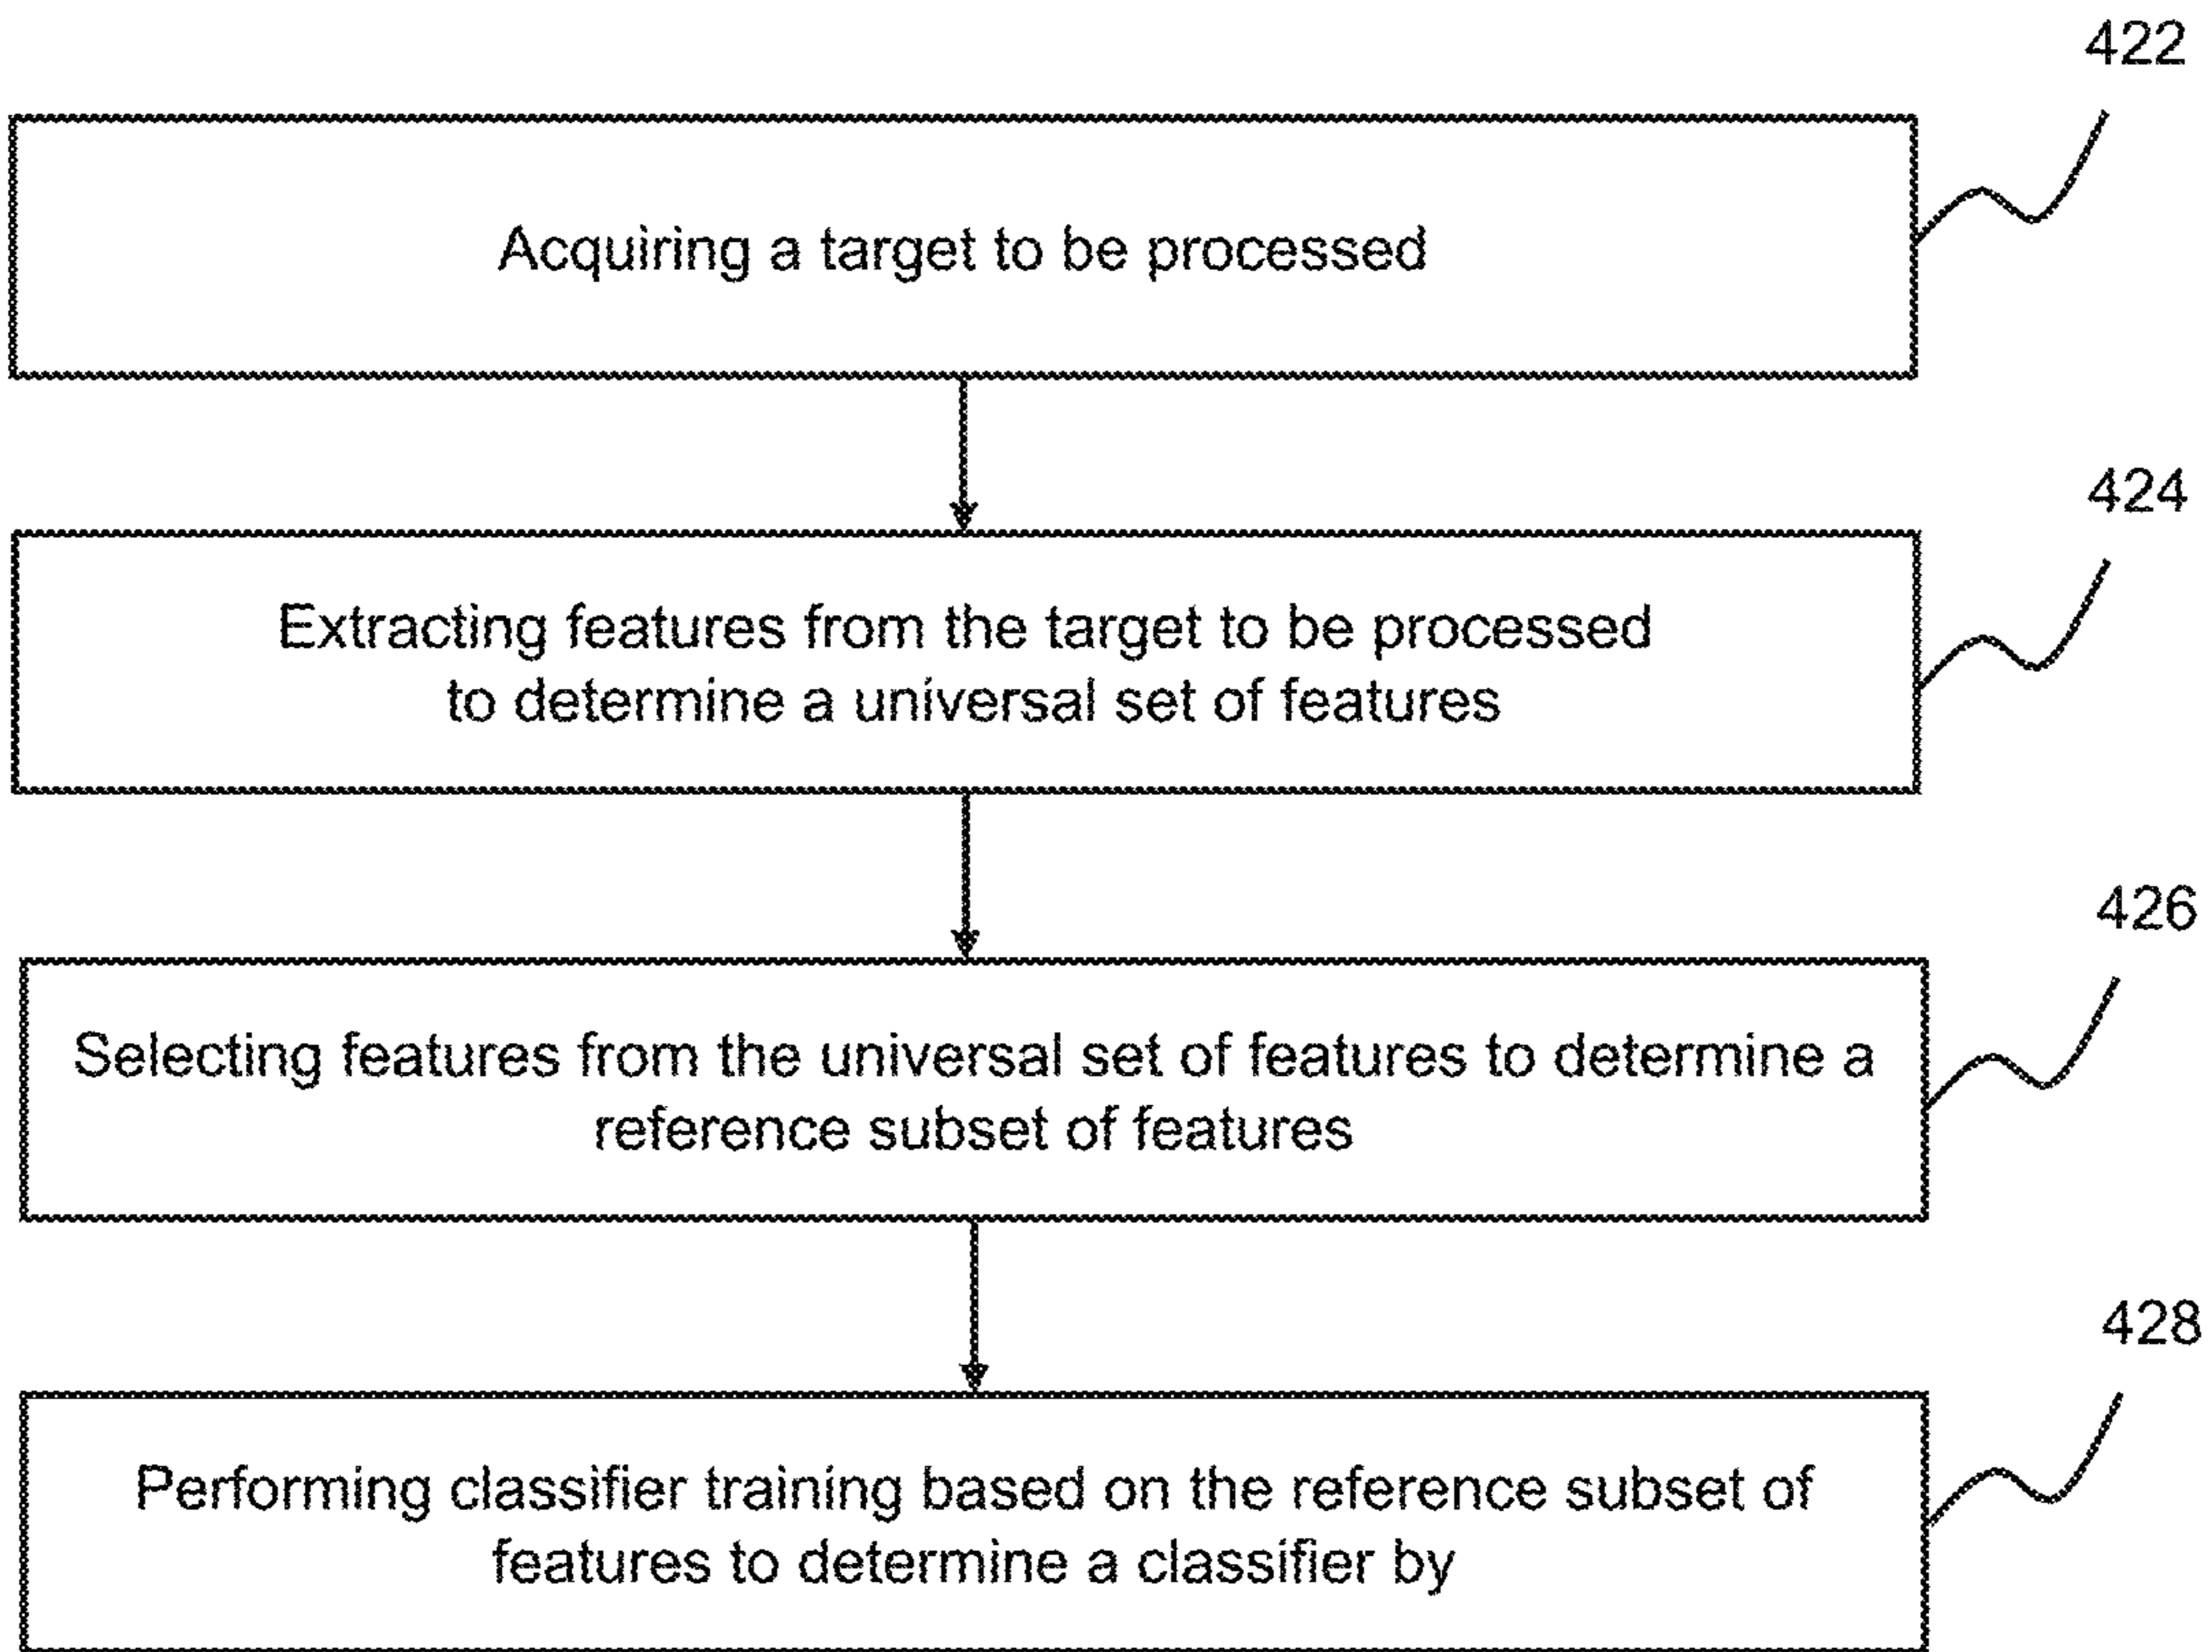 422
Acquiring a target to be processed
424
Extracting features from the target to be processed
to determine a universal set of features
426
Selecting features from the universal set of features to determine a
reference subset of features
428
Performing classifier training based on the reference subset of
features to determine a classifier by